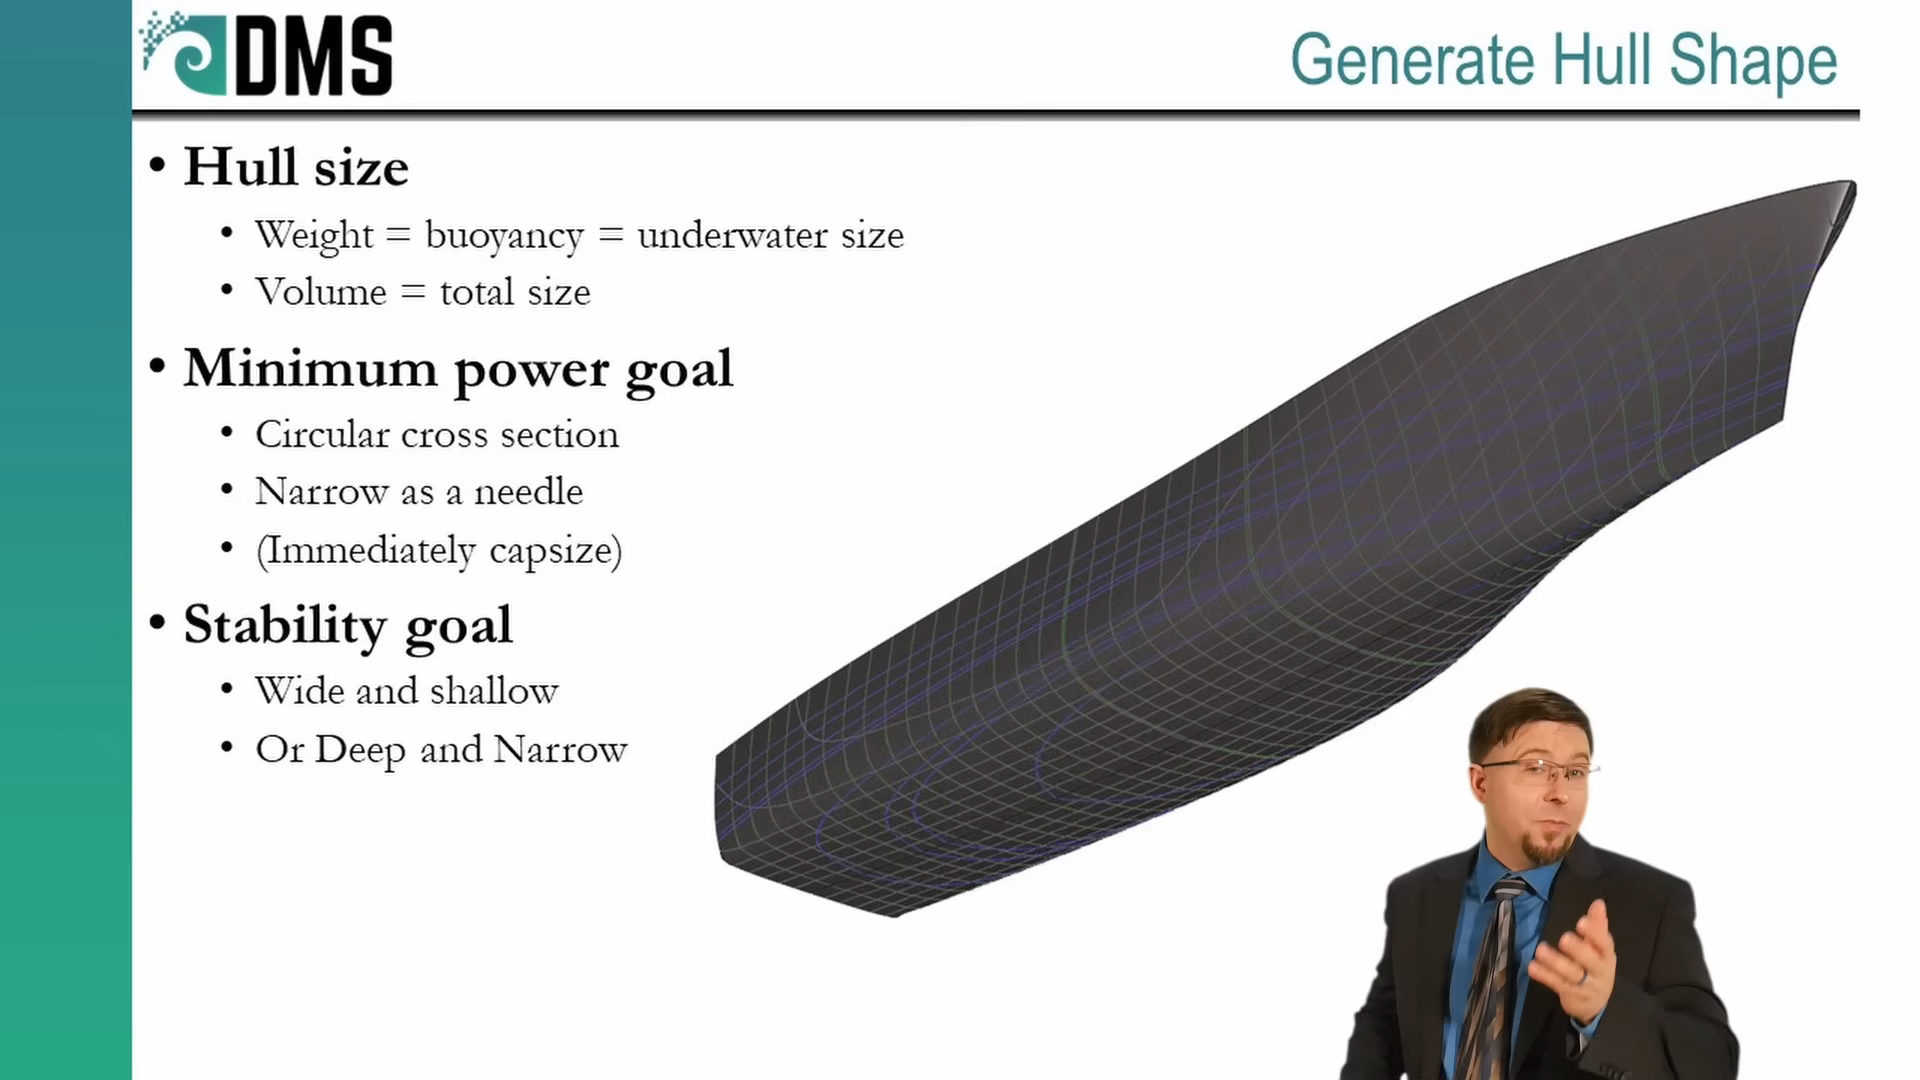 DMS
Generate Hull Shape
• Hull size
• Weight = buoyancy = underwater size
• Volume = total size
• Minimum power goal
• Circular cross section
• Narrow as a needle
• (Immediately capsize)
• Stability goal
• Wide and shallow
• Or Deep and Narrow